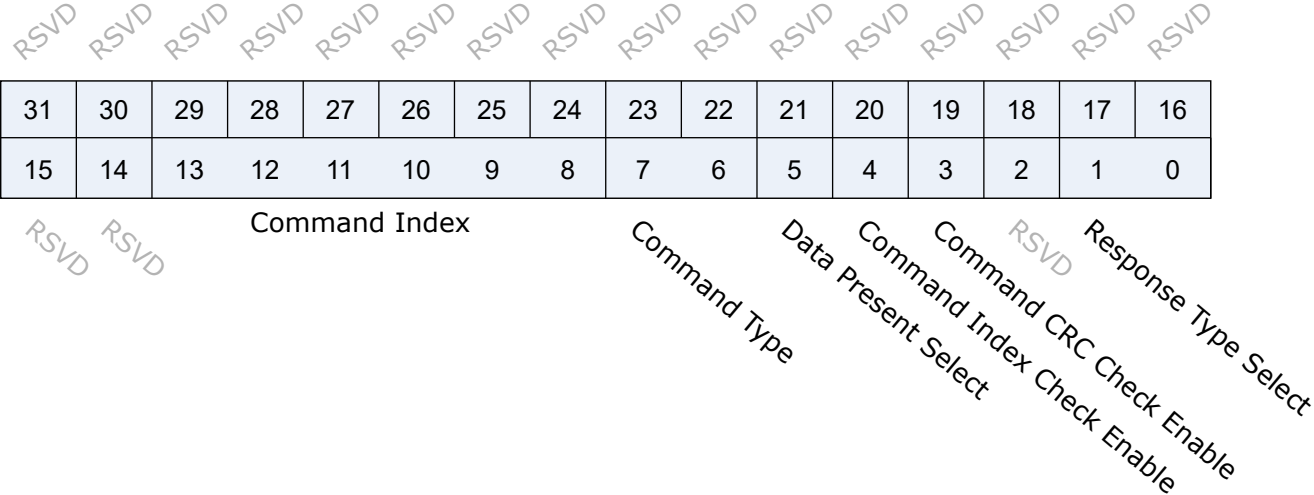 RSVD RSVD RSVD RSVD RSVD RSVD RSVD RSVD RSVD RSVD RSVD RSVD RSVD RSVD RSVD RSVD
31 30 29 28 27 26 25 24 23 22 21 20 19 18 17 16
15 14 13 12 11 10 9 8 7 6 5 4 3 2 1 0
RSVD
RSVD
Command Index
Command Type
Data Present Select
Command Index Check Enable
Command CRC Check Enable
RSVD
Response Type Select